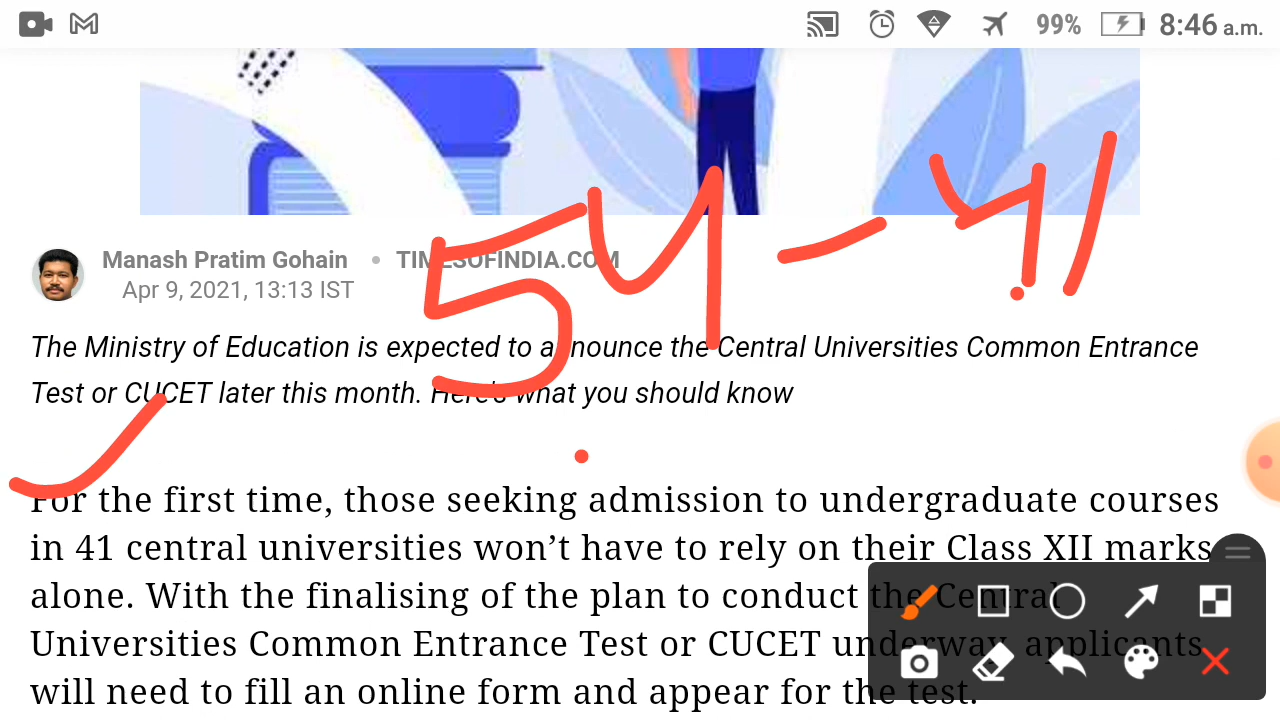 99% 8:46 a.m.
54 - 41
Manash Pratim Gohain • TIMESOFINDIA.COM
Apr 9, 2021, 13:13 IST
The Ministry of Education is expected to announce the Central Universities Common Entrance
Test or CUCET later this month. Here's what you should know
For the first time, those seeking admission to undergraduate courses
in 41 central universities won’t have to rely on their Class XII marks
alone. With the finalising of the plan to conduct the Central
Universities Common Entrance Test or CUCET underway, applicants
will need to fill an online form and appear for the test.